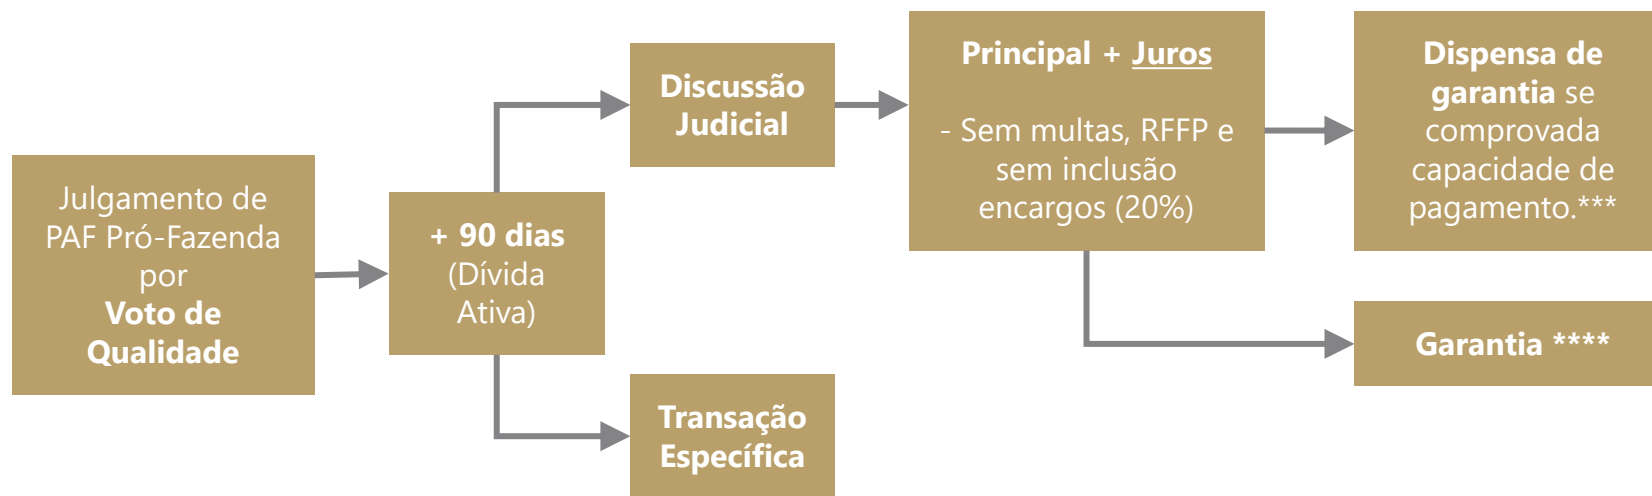 Julgamento de
PAF Pró-Fazenda
por
Voto de
Qualidade
+ 90 dias
(Dívida
Ativa)
Discussão
Judicial
Transação
Específica
Principal + Juros
- Sem multas, RFFP e
sem inclusão
encargos (20%)
Dispensa de
garantia se
comprovada
capacidade de
pagamento.***
Garantia ****